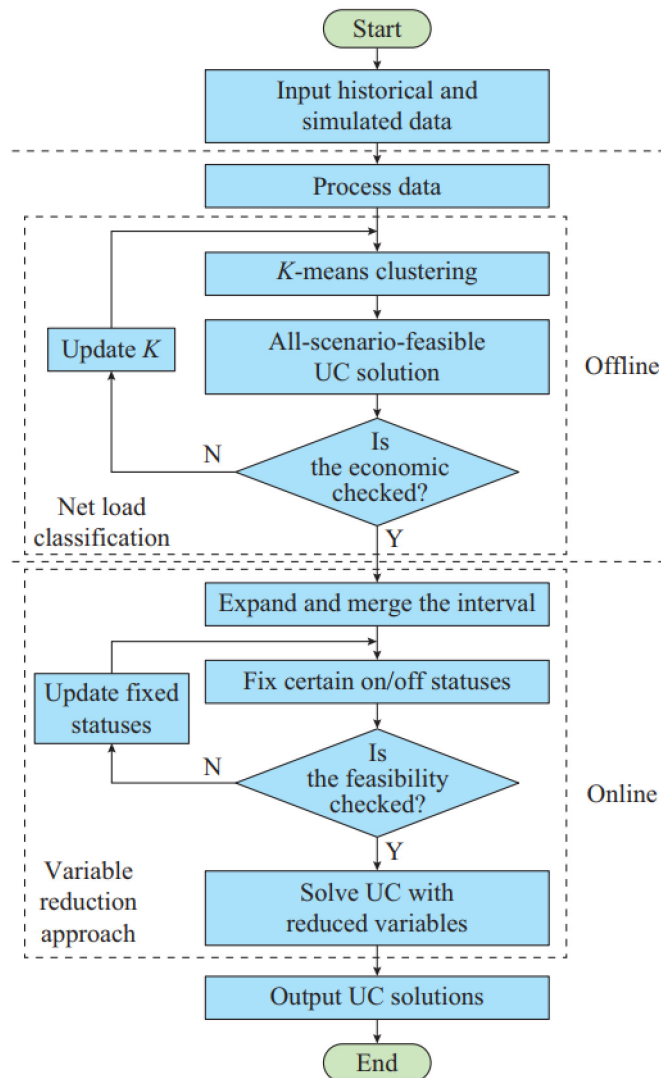 Start
Input historical and
simulated data
Process data
K-means clustering
Update K
All-scenario-feasible
UC solution
Offline
Is
the economic
checked?
N
Y
Net load
classification
Expand and merge the interval
Fix certain on/off statuses
Update fixed
statuses
Is
the feasibility
checked?
N
Y
Online
Variable
reduction
approach
Solve UC with
reduced variables
Output UC solutions
End